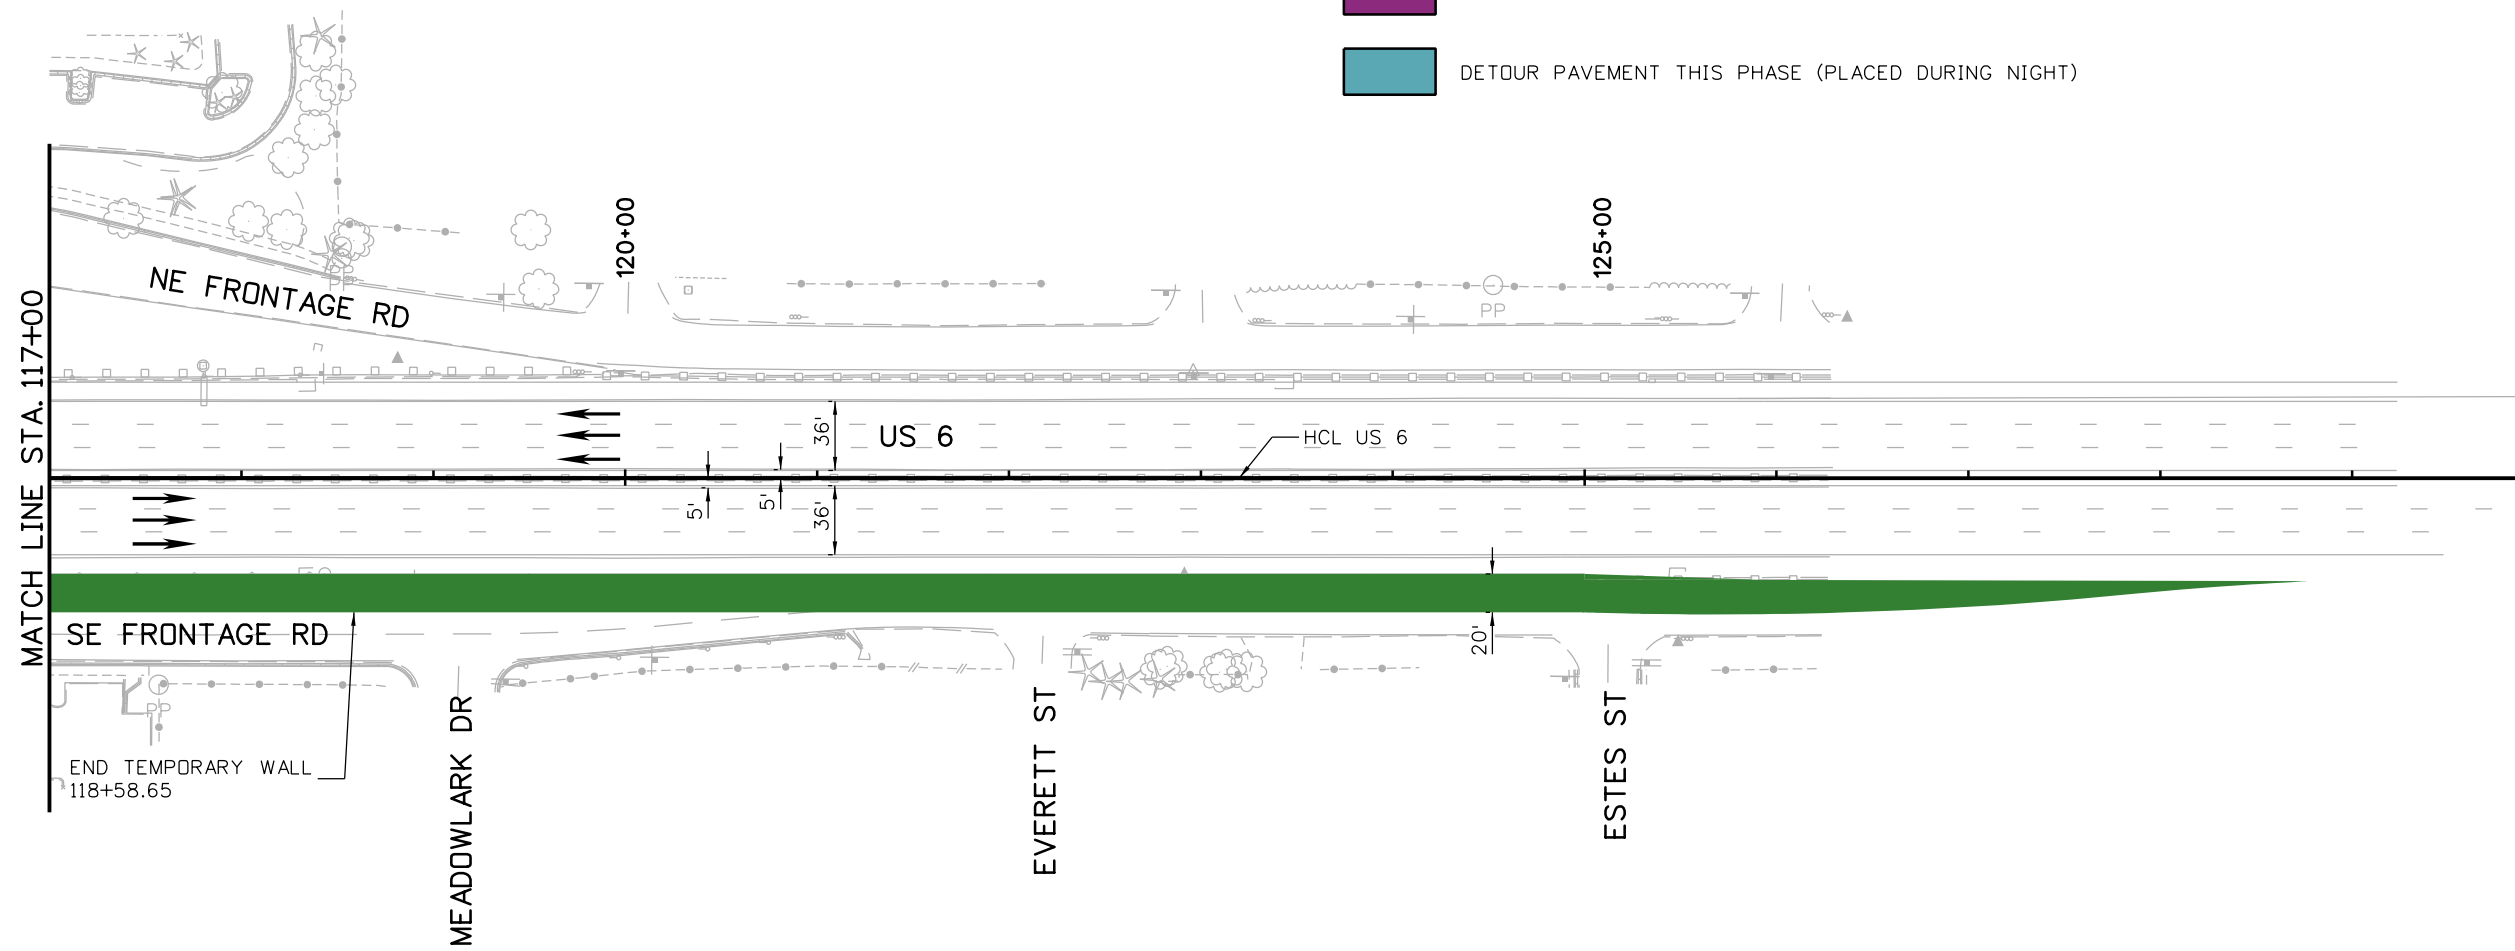 DETOUR PAVEMENT THIS PHASE (PLACED DURING NIGHT)
120+00
125+00
NE FRONTAGE RD
PP
MATCH LINE STA. 117+00
36'
US 6
HCL US 6
5'
5'
36'
SE FRONTAGE RD
20'
PP
END TEMPORARY WALL
118+58.65
MEADOWLARK DR
EVERETT ST
ESTES ST